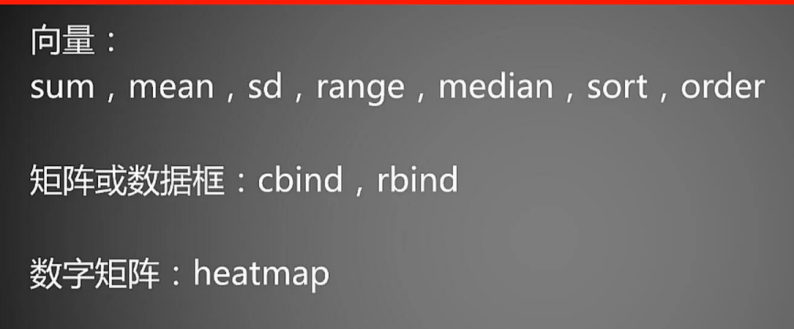 向量：
sum，mean，sd，range，median，sort，order
矩阵或数据框：cbind，rbind
数字矩阵：heatmap